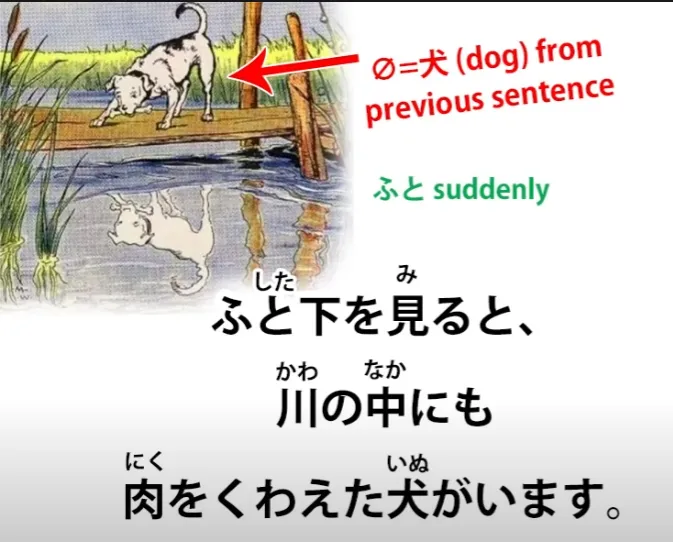 ∅=犬 (dog) from
previous sentence
ふと suddenly
した み
ふと下を見ると、
かわ なか
川の中にも
にく いぬ
肉をくわえた犬がいます。